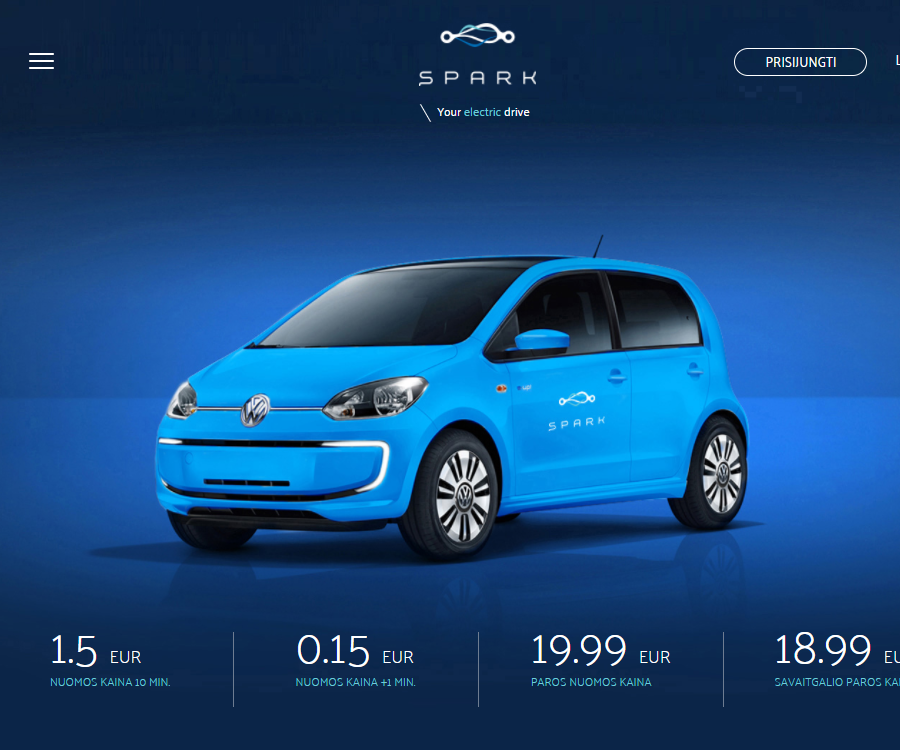 SPARK
PRISIJUNGTI
L
Your electric drive
SPARK
1.5 EUR
0.15 EUR
19.99 EUR
18.99 EU
NUOMOS KAINA 10 MIN.
NUOMOS KAINA +1 MIN.
PAROS NUOMOS KAINA
SAVAITGALIO PAROS KA